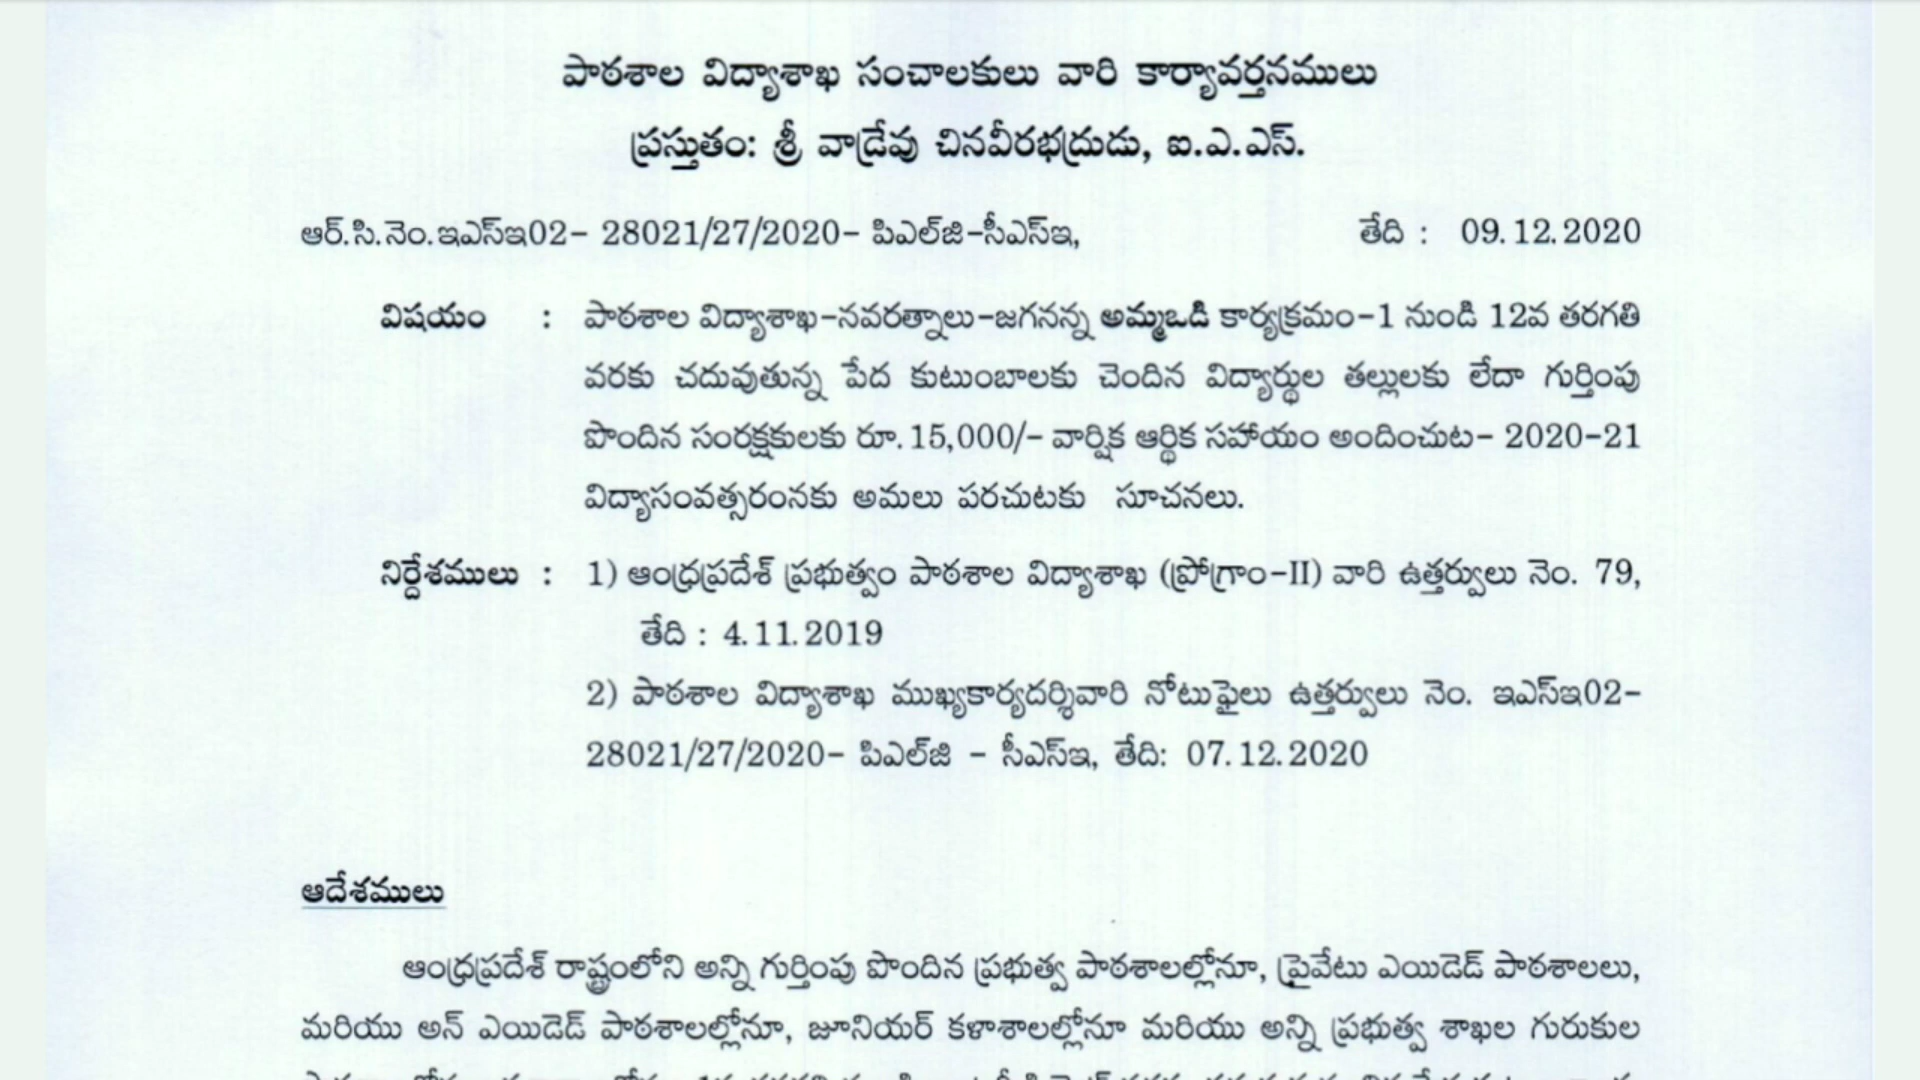 పాఠశాల విద్యాశాఖ సంచాలకులు వారి కార్యావర్తనములు
ప్రస్తుతం: శ్రీ వాడ్రేవు చినవీరభద్రుడు, ఐ.ఎ.ఎస్.
ఆర్.సి.నెం.ఇఎస్ఇ02- 28021/27/2020- పిఎల్‌జి-సీఎస్ఇ, తేది : 09.12.2020
విషయం : పాఠశాల విద్యాశాఖ-నవరత్నాలు-జగనన్న అమ్మఒడి కార్యక్రమం-1 నుండి 12వ తరగతి
వరకు చదువుతున్న పేద కుటుంబాలకు చెందిన విద్యార్థుల తల్లులకు లేదా గుర్తింపు
పొందిన సంరక్షకులకు రూ.15,000/- వార్షిక ఆర్థిక సహాయం అందించుట- 2020-21
విద్యాసంవత్సరంనకు అమలు పరచుటకు సూచనలు.
నిర్దేశములు : 1) ఆంధ్రప్రదేశ్ ప్రభుత్వం పాఠశాల విద్యాశాఖ (ప్రోగ్రాం-II) వారి ఉత్తర్వులు నెం. 79,
తేది : 4.11.2019
2) పాఠశాల విద్యాశాఖ ముఖ్యకార్యదర్శివారి నోటుఫైలు ఉత్తర్వులు నెం. ఇఎస్ఇ02-
28021/27/2020- పిఎల్‌జి - సీఎస్ఇ, తేది: 07.12.2020
ఆదేశములు
ఆంధ్రప్రదేశ్ రాష్ట్రంలోని అన్ని గుర్తింపు పొందిన ప్రభుత్వ పాఠశాలల్లోనూ, ప్రైవేటు ఎయిడెడ్ పాఠశాలలు,
మరియు అన్ ఎయిడెడ్ పాఠశాలల్లోనూ, జూనియర్ కళాశాలల్లోనూ మరియు అన్ని ప్రభుత్వ శాఖల గురుకుల